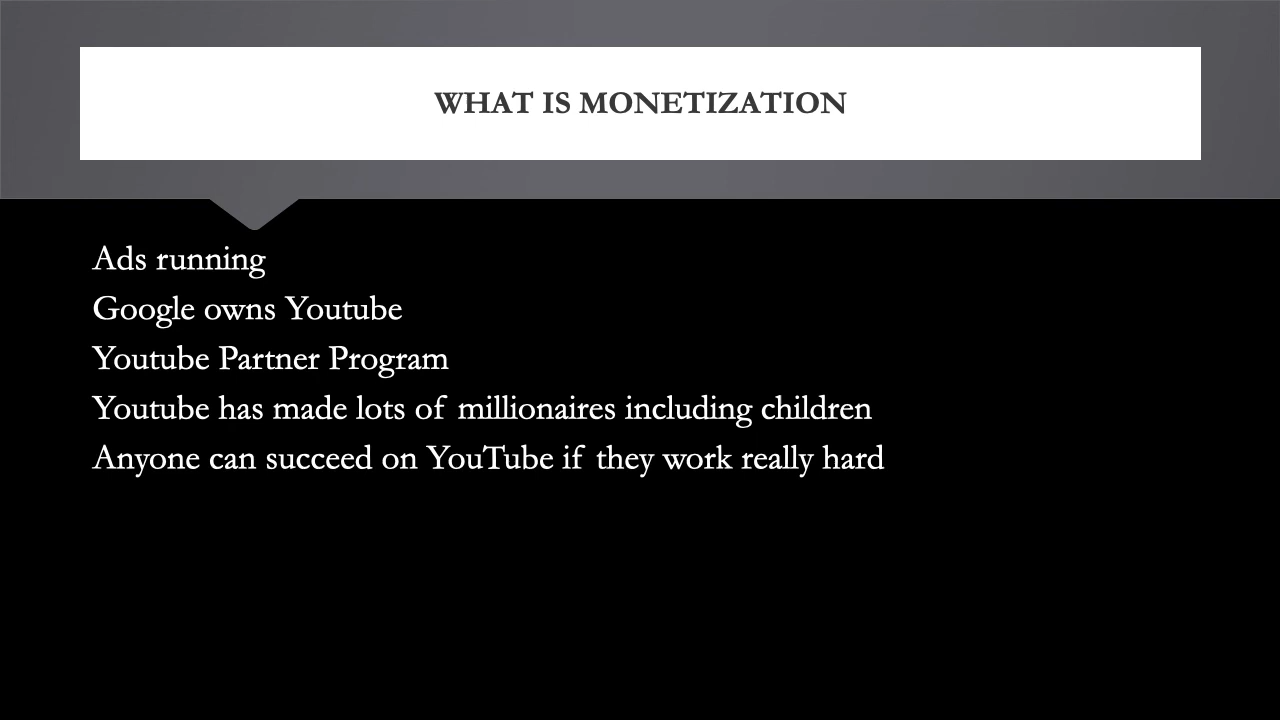 WHAT IS MONETIZATION
Ads running
Google owns Youtube
Youtube Partner Program
Youtube has made lots of millionaires including children
Anyone can succeed on YouTube if they work really hard